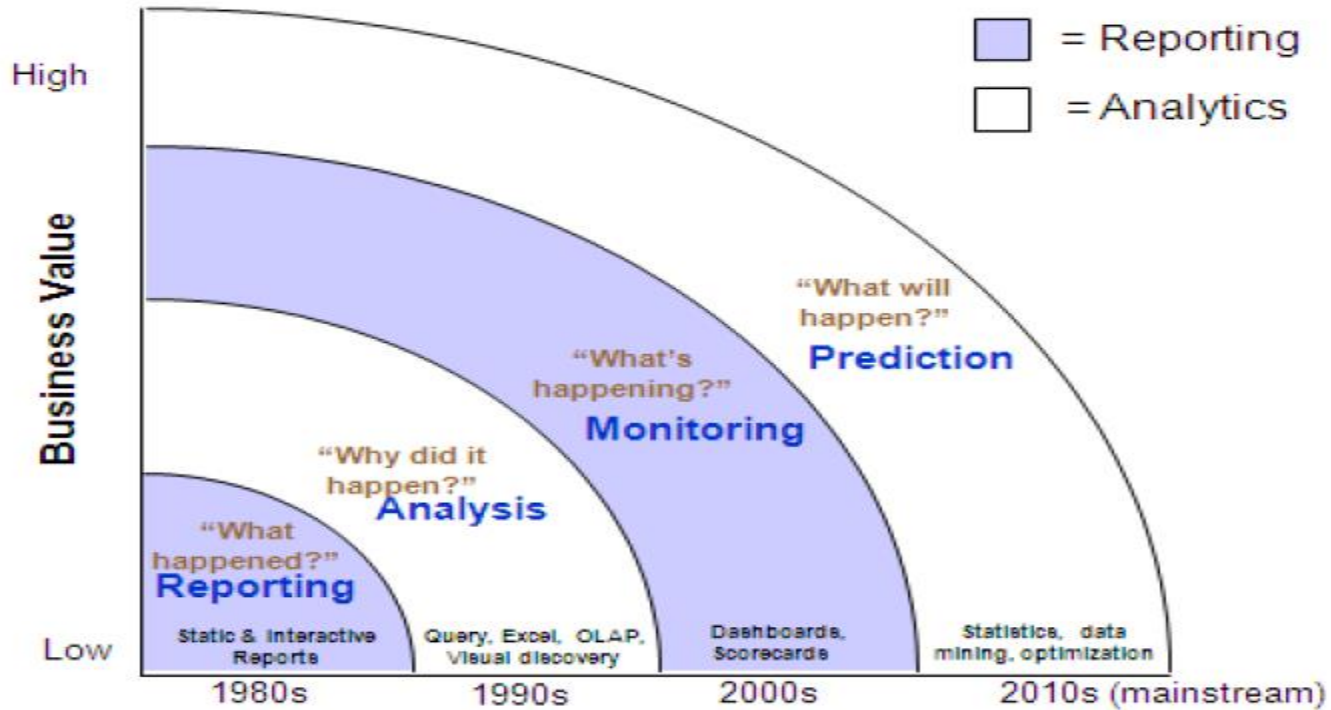 = Reporting
= Analytics
High
Business Value
Low
“What will
happen?”
Prediction
“What’s
happening?”
Monitoring
“Why did it
happen?”
Analysis
“What
happened?”
Reporting
Static & Interactive
Reports
Query, Excel, OLAP,
Visual discovery
Dashboards,
Scorecards
Statistics, data
mining, optimization
1980s
1990s
2000s
2010s (mainstream)